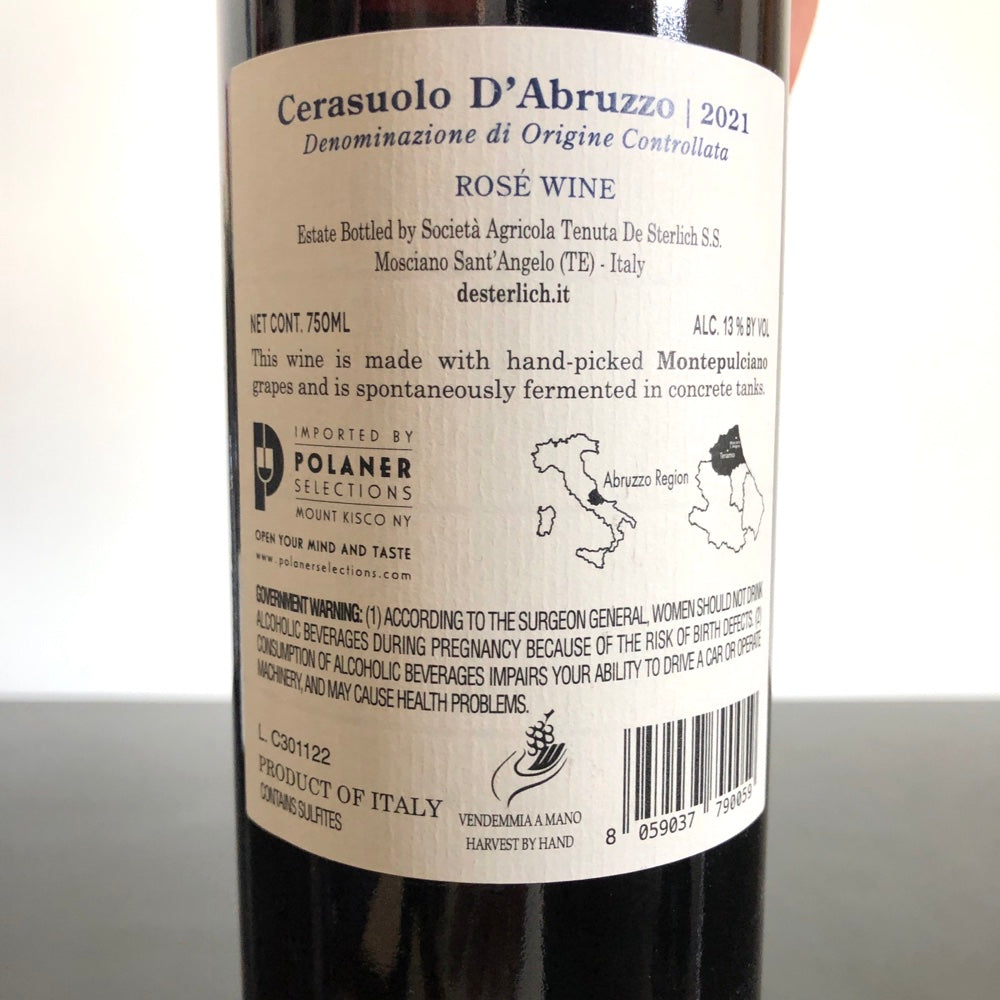 Cerasuolo D'Abruzzo | 2021
Denominazione di Origine Controllata
ROSÉ WINE
Estate Bottled by Società Agricola Tenuta De Sterlich S.S.
Mosciano Sant'Angelo (TE) - Italy
desterlich.it
NET CONT. 750ML
ALC. 13 % BY VOL
This wine is made with hand-picked Montepulciano
grapes and is spontaneously fermented in concrete tanks.
IMPORTED BY
POLANER
SELECTIONS
MOUNT KISCO NY
OPEN YOUR MIND AND TASTE
www.polanerselections.com
Abruzzo Region
Teramo
GOVERNMENT WARNING: (1) ACCORDING TO THE SURGEON GENERAL, WOMEN SHOULD NOT DRINK
ALCOHOLIC BEVERAGES DURING PREGNANCY BECAUSE OF THE RISK OF BIRTH DEFECTS. (2)
CONSUMPTION OF ALCOHOLIC BEVERAGES IMPAIRS YOUR ABILITY TO DRIVE A CAR OR OPERATE
MACHINERY, AND MAY CAUSE HEALTH PROBLEMS.
L. C301122
PRODUCT OF ITALY
CONTAINS SULFITES
VENDEMMIA A MANO
HARVEST BY HAND
8 059037 790059